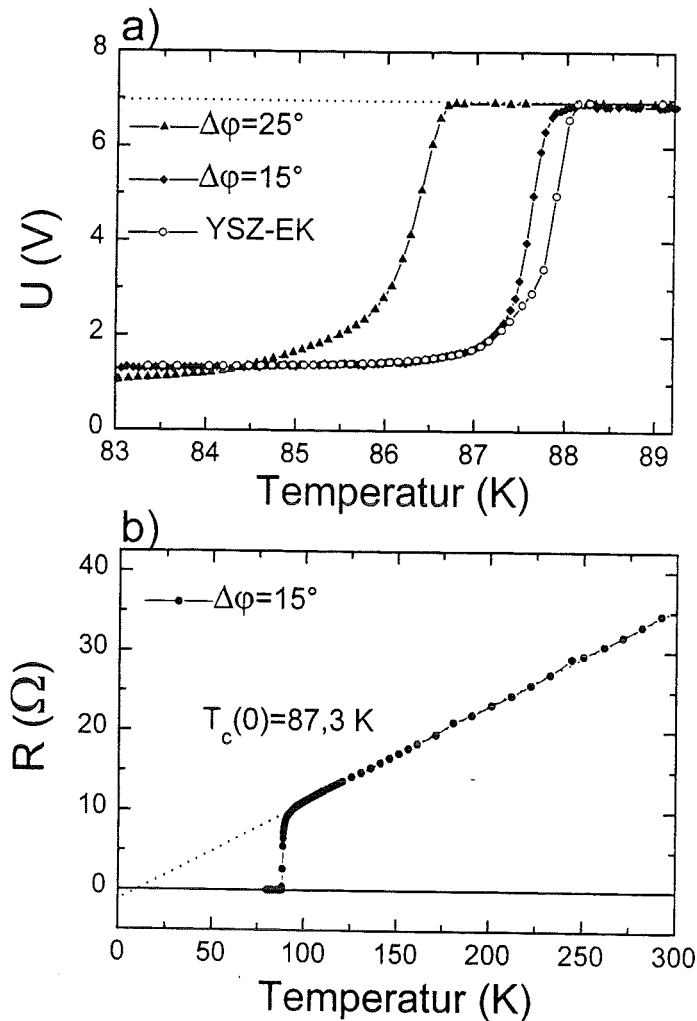 a)
8
6
4
2
0
U (V)
Δφ=25°
Δφ=15°
YSZ-EK
83 84 85 86 87 88 89
Temperatur (K)
b)
40
30
20
10
0
R (Ω)
Δφ=15°
T_c(0)=87,3 K
0 50 100 150 200 250 300
Temperatur (K)